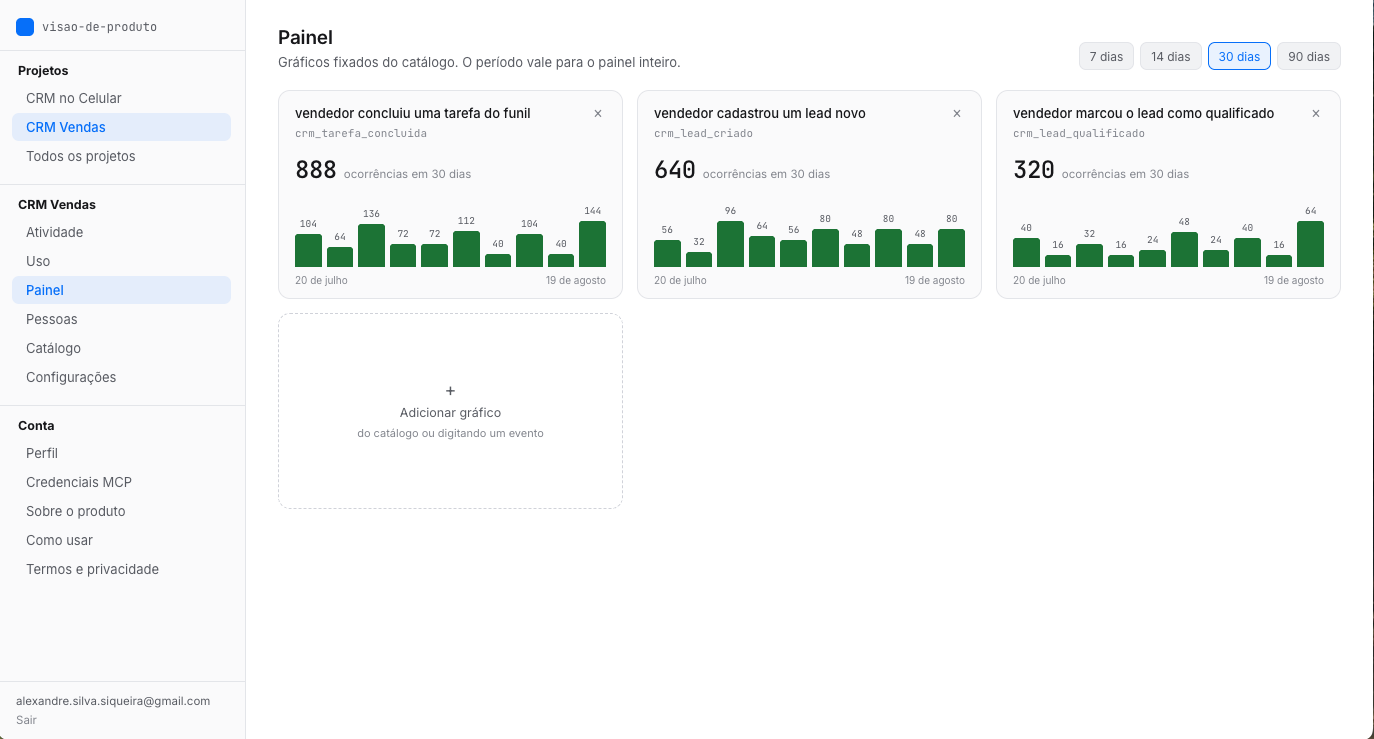 visao-de-produto
Projetos
CRM no Celular
CRM Vendas
Todos os projetos
CRM Vendas
Atividade
Uso
Painel
Pessoas
Catálogo
Configurações
Conta
Perfil
Credenciais MCP
Sobre o produto
Como usar
Termos e privacidade
alexandre.silva.siqueira@gmail.com
Sair
Painel
Gráficos fixados do catálogo. O período vale para o painel inteiro.
7 dias 14 dias 30 dias 90 dias
vendedor concluiu uma tarefa do funil ×
crm_tarefa_concluida
888 ocorrências em 30 dias
104 64 136 72 72 112 40 104 40 144
20 de julho 19 de agosto
vendedor cadastrou um lead novo ×
crm_lead_criado
640 ocorrências em 30 dias
56 32 96 64 56 80 48 80 48 80
20 de julho 19 de agosto
vendedor marcou o lead como qualificado ×
crm_lead_qualificado
320 ocorrências em 30 dias
40 16 32 16 24 48 24 40 16 64
20 de julho 19 de agosto
+
Adicionar gráfico
do catálogo ou digitando um evento